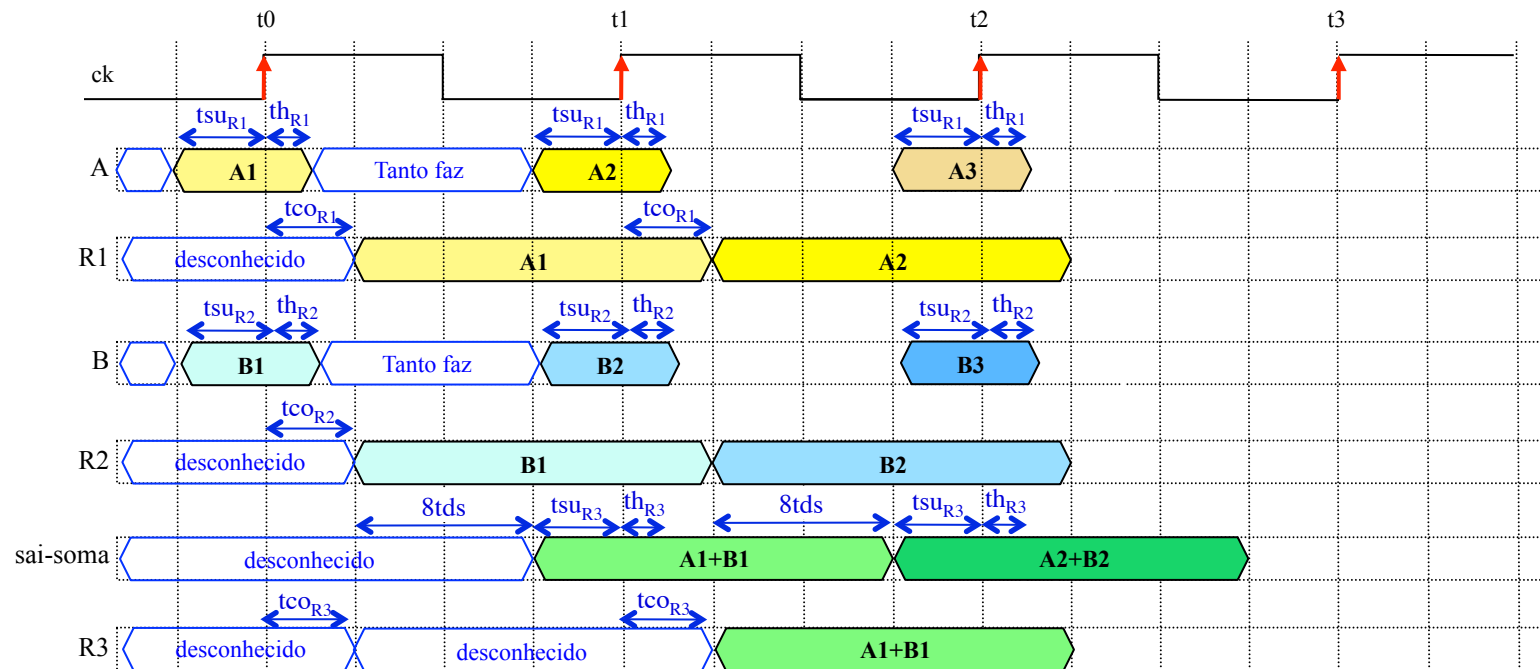 t0 t1 t2 t3
ck
tsuR1 thR1 tsuR1 thR1 tsuR1 thR1
A A1 Tanto faz A2 A3
tcoR1 tcoR1
R1 desconhecido A1 A2
tsuR2 thR2 tsuR2 thR2 tsuR2 thR2
B B1 Tanto faz B2 B3
tcoR2
R2 desconhecido B1 B2
8tds tsuR3 thR3 8tds tsuR3 thR3
sai-soma desconhecido A1+B1 A2+B2
tcoR3 tcoR3
R3 desconhecido desconhecido A1+B1